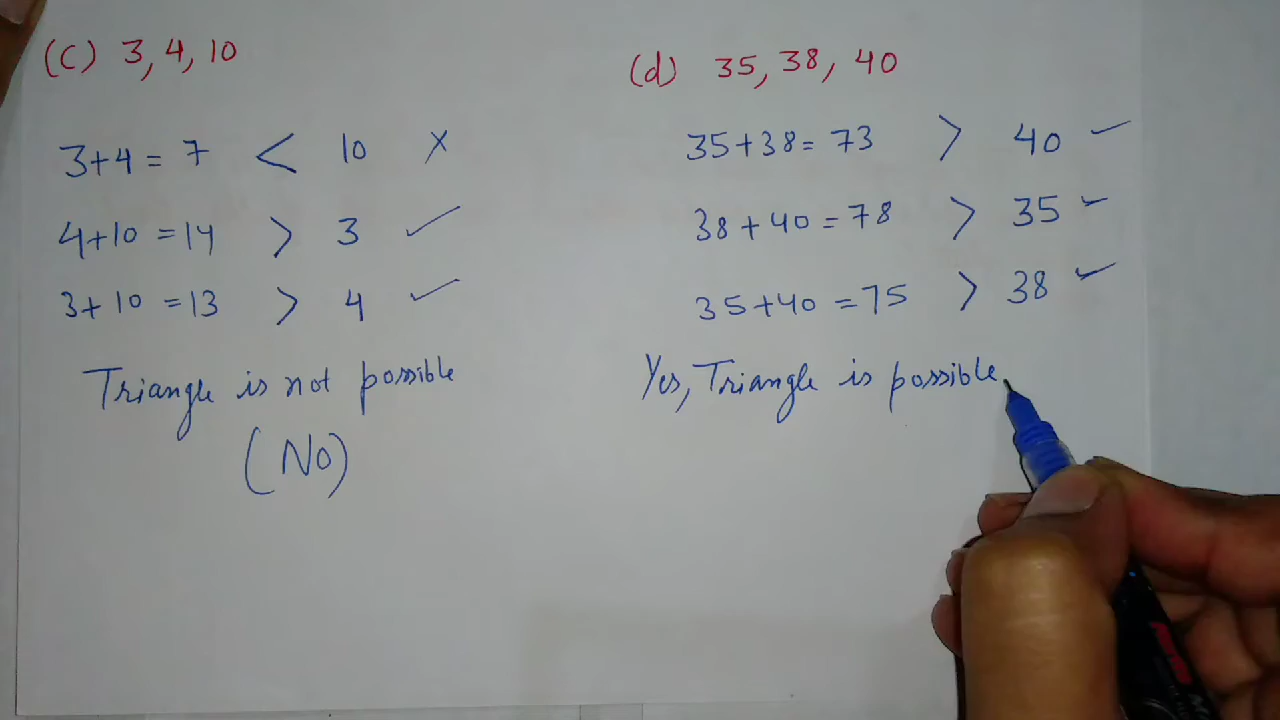 (C) 3, 4, 10
3+4 = 7 < 10 ×
4+10 = 14 > 3 ✓
3+10 = 13 > 4 ✓
Triangle is not possible
(No)
(d) 35, 38, 40
35+38 = 73 > 40 ✓
38+40 = 78 > 35 ✓
35+40 = 75 > 38 ✓
Yes, Triangle is possible